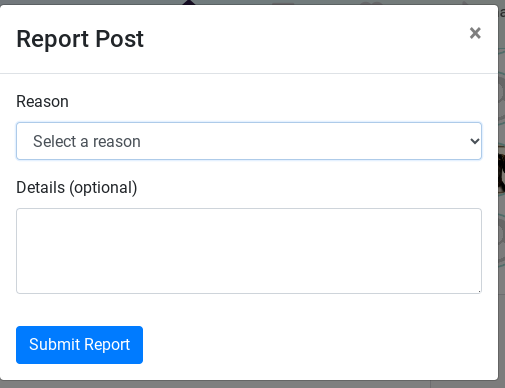 Report Post
×
Reason
Select a reason
Details (optional)
Submit Report